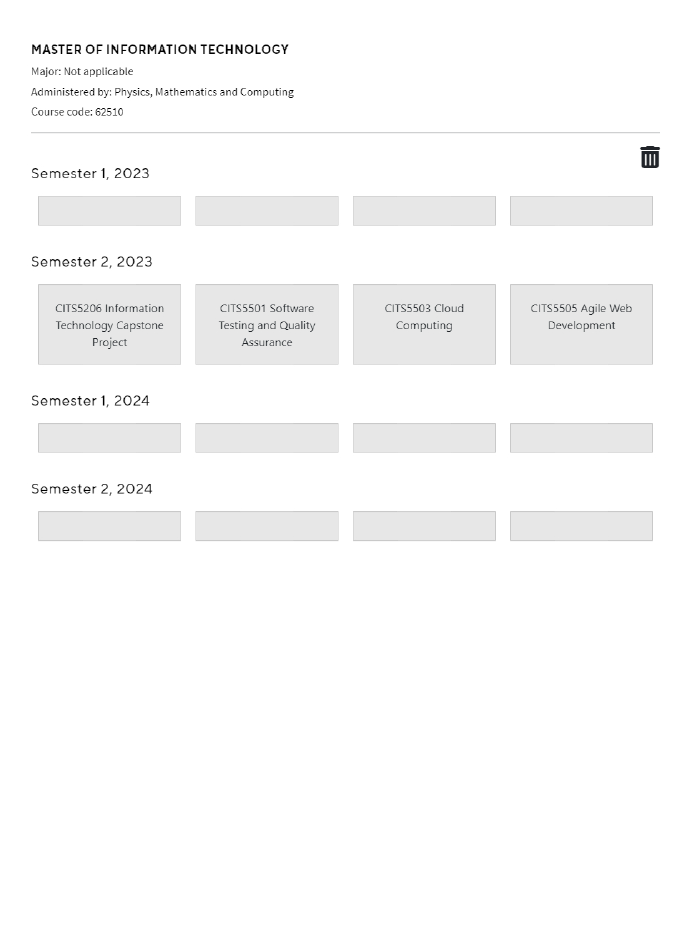 MASTER OF INFORMATION TECHNOLOGY
Major: Not applicable
Administered by: Physics, Mathematics and Computing
Course code: 62510
Semester 1, 2023
Semester 2, 2023
CITS5206 Information
Technology Capstone
Project
CITS5501 Software
Testing and Quality
Assurance
CITS5503 Cloud
Computing
CITS5505 Agile Web
Development
Semester 1, 2024
Semester 2, 2024